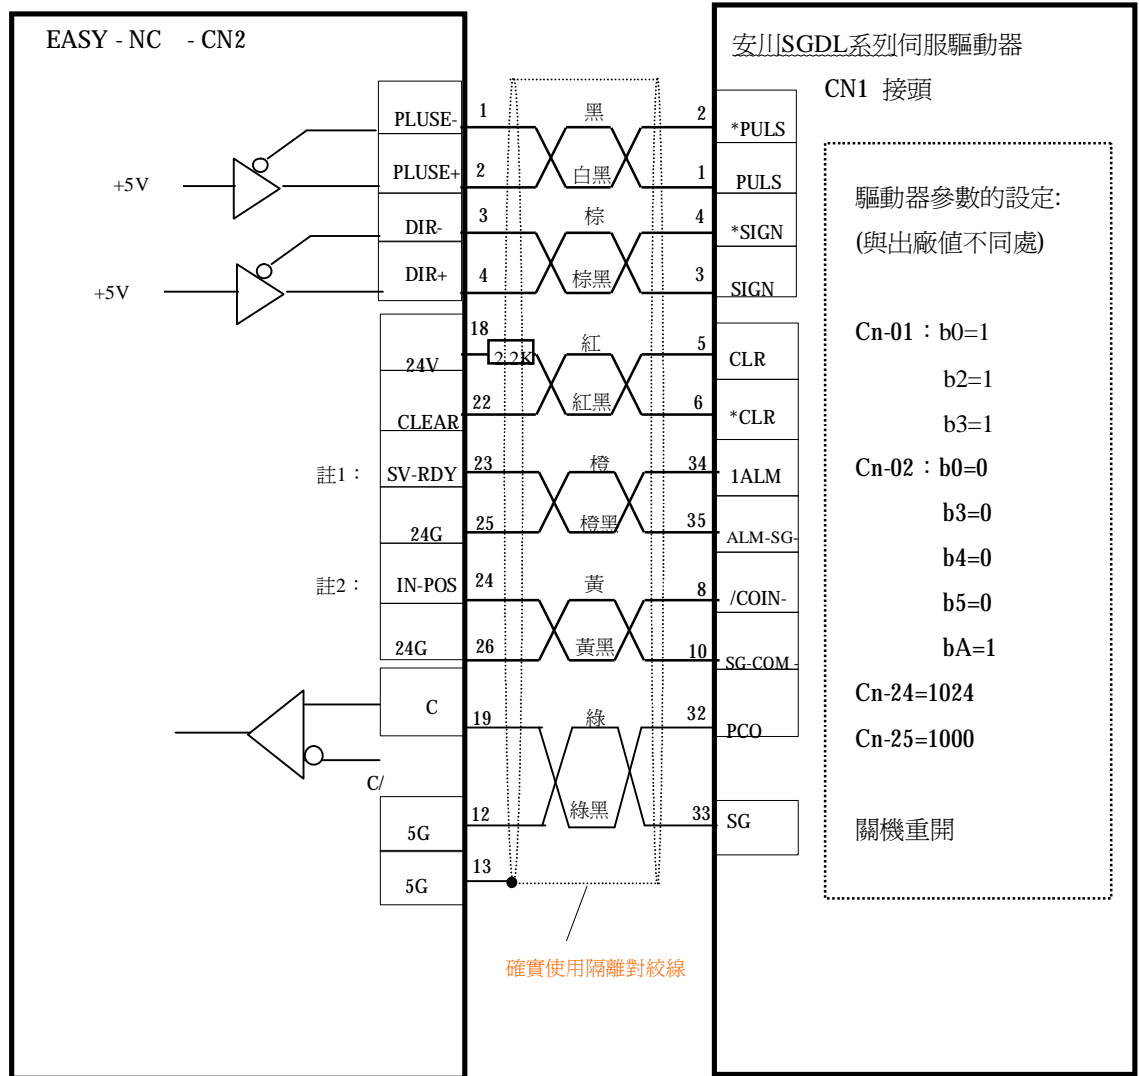 EASY - NC - CN2
安川SGDL系列伺服驅動器
CN1 接頭
PLUSE- 1 黑 2 *PULS
PLUSE+ 2 白黑 1 PULS
+5V
DIR- 3 棕 4 *SIGN
DIR+ 4 棕黑 3 SIGN
+5V
24V 18 2.2K 紅 5 CLR
CLEAR 22 紅黑 6 *CLR
註1： SV-RDY 23 橙 34 1ALM
24G 25 橙黑 35 ALM-SG-
註2： IN-POS 24 黃 8 /COIN-
24G 26 黃黑 10 SG-COM -
C 19 綠 32 PCO
C/
5G 12 綠黑 33 SG
5G 13
確實使用隔離對絞線
驅動器參數的設定:
(與出廠值不同處)
Cn-01：b0=1
b2=1
b3=1
Cn-02：b0=0
b3=0
b4=0
b5=0
bA=1
Cn-24=1024
Cn-25=1000
關機重開